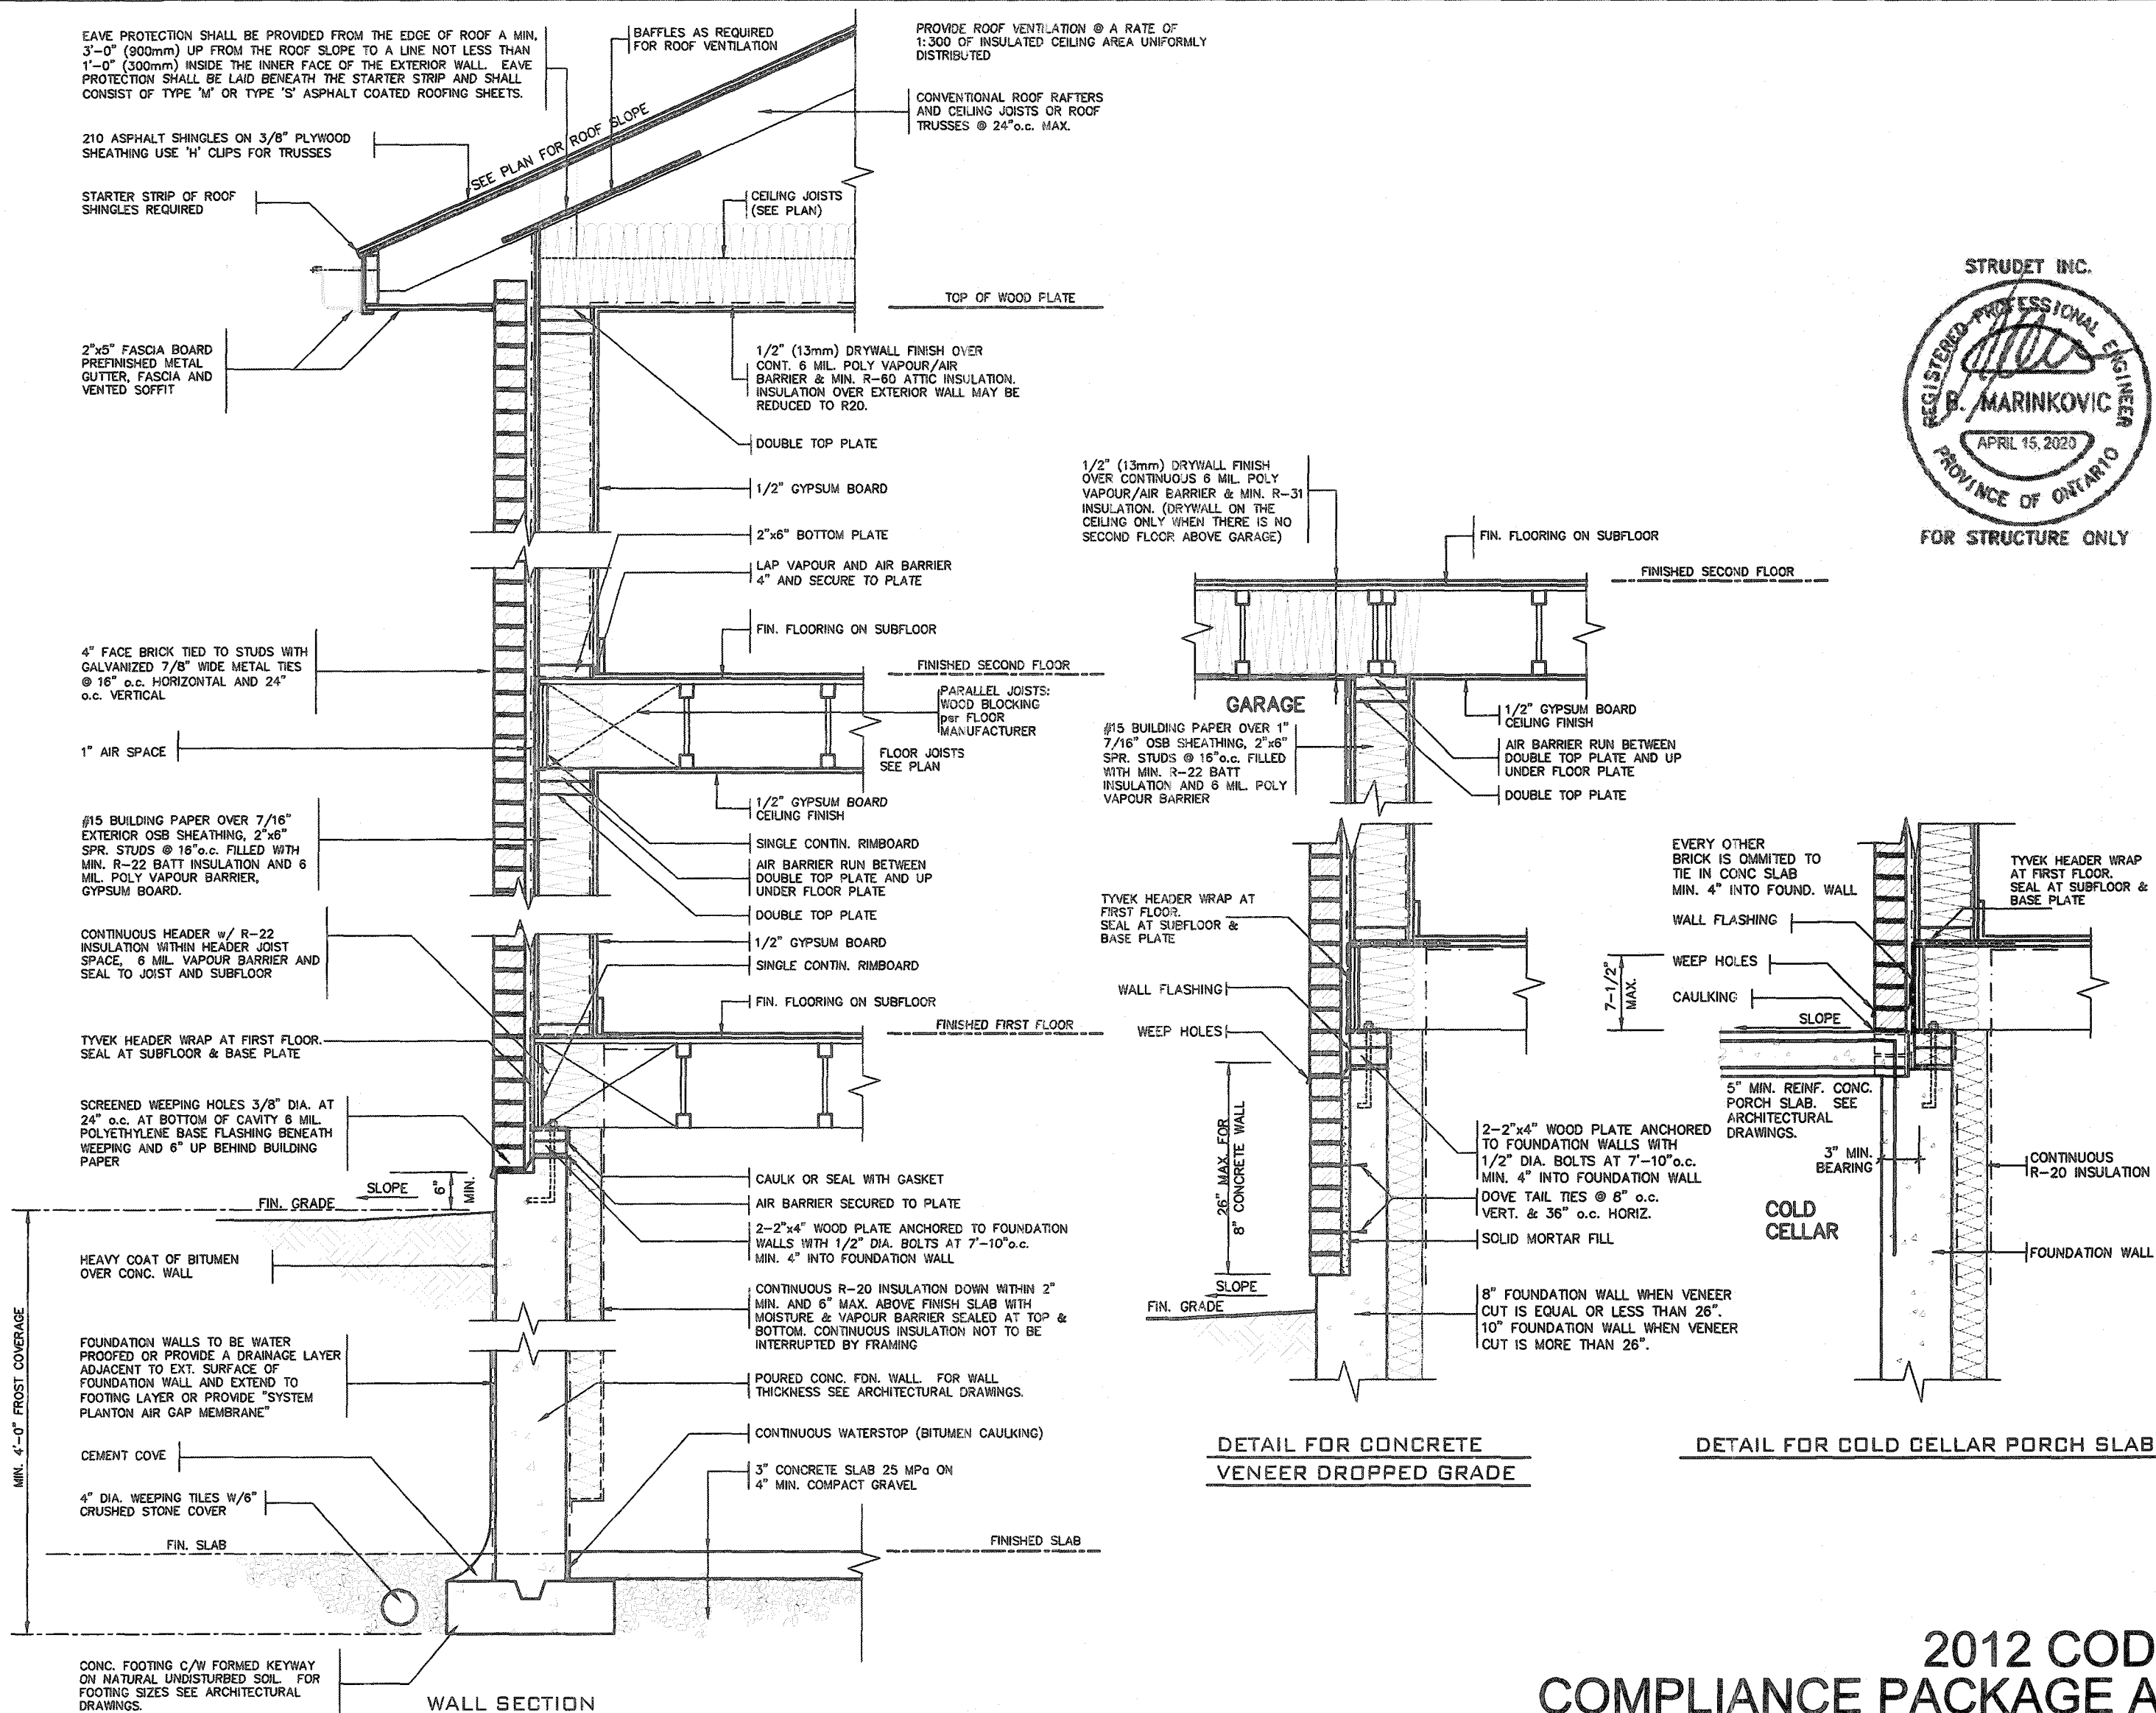 EAVE PROTECTION SHALL BE PROVIDED FROM THE EDGE OF ROOF A MIN.
3'-0" (900mm) UP FROM THE ROOF SLOPE TO A LINE NOT LESS THAN
1'-0" (300mm) INSIDE THE INNER FACE OF THE EXTERIOR WALL. EAVE
PROTECTION SHALL BE LAID BENEATH THE STARTER STRIP AND SHALL
CONSIST OF TYPE 'M' OR TYPE 'S' ASPHALT COATED ROOFING SHEETS.
210 ASPHALT SHINGLES ON 3/8" PLYWOOD
SHEATHING USE 'H' CLIPS FOR TRUSSES
STARTER STRIP OF ROOF
SHINGLES REQUIRED
2"x5" FASCIA BOARD
PREFINISHED METAL
GUTTER, FASCIA AND
VENTED SOFFIT
4" FACE BRICK TIED TO STUDS WITH
GALVANIZED 7/8" WIDE METAL TIES
@ 16" o.c. HORIZONTAL AND 24"
o.c. VERTICAL
1" AIR SPACE
#15 BUILDING PAPER OVER 7/16"
EXTERIOR OSB SHEATHING, 2"x6"
SPR. STUDS @ 16"o.c. FILLED WITH
MIN. R-22 BATT INSULATION AND 6
MIL. POLY VAPOUR BARRIER,
GYPSUM BOARD.
CONTINUOUS HEADER w/ R-22
INSULATION WITHIN HEADER JOIST
SPACE, 6 MIL. VAPOUR BARRIER AND
SEAL TO JOIST AND SUBFLOOR
TYVEK HEADER WRAP AT FIRST FLOOR.
SEAL AT SUBFLOOR & BASE PLATE
SCREENED WEEPING HOLES 3/8" DIA. AT
24" o.c. AT BOTTOM OF CAVITY 6 MIL.
POLYETHYLENE BASE FLASHING BENEATH
WEEPING AND 6" UP BEHIND BUILDING
PAPER
SLOPE
6"
MIN.
FIN. GRADE
HEAVY COAT OF BITUMEN
OVER CONC. WALL
MIN. 4'-0" FROST COVERAGE
FOUNDATION WALLS TO BE WATER
PROOFED OR PROVIDE A DRAINAGE LAYER
ADJACENT TO EXT. SURFACE OF
FOUNDATION WALL AND EXTEND TO
FOOTING LAYER OR PROVIDE "SYSTEM
PLANTON AIR GAP MEMBRANE"
CEMENT COVE
4" DIA. WEEPING TILES W/6"
CRUSHED STONE COVER
FIN. SLAB
CONC. FOOTING C/W FORMED KEYWAY
ON NATURAL UNDISTURBED SOIL. FOR
FOOTING SIZES SEE ARCHITECTURAL
DRAWINGS.
WALL SECTION
SEE PLAN FOR ROOF SLOPE
BAFFLES AS REQUIRED
FOR ROOF VENTILATION
PROVIDE ROOF VENTILATION @ A RATE OF
1:300 OF INSULATED CEILING AREA UNIFORMLY
DISTRIBUTED
CONVENTIONAL ROOF RAFTERS
AND CEILING JOISTS OR ROOF
TRUSSES @ 24"o.c. MAX.
CEILING JOISTS
(SEE PLAN)
TOP OF WOOD PLATE
1/2" (13mm) DRYWALL FINISH OVER
CONT. 6 MIL. POLY VAPOUR/AIR
BARRIER & MIN. R-60 ATTIC INSULATION.
INSULATION OVER EXTERIOR WALL MAY BE
REDUCED TO R20.
DOUBLE TOP PLATE
1/2" GYPSUM BOARD
2"x6" BOTTOM PLATE
LAP VAPOUR AND AIR BARRIER
4" AND SECURE TO PLATE
FIN. FLOORING ON SUBFLOOR
FINISHED SECOND FLOOR
PARALLEL JOISTS:
WOOD BLOCKING
per FLOOR
MANUFACTURER
FLOOR JOISTS
SEE PLAN
1/2" GYPSUM BOARD
CEILING FINISH
SINGLE CONTIN. RIMBOARD
AIR BARRIER RUN BETWEEN
DOUBLE TOP PLATE AND UP
UNDER FLOOR PLATE
DOUBLE TOP PLATE
1/2" GYPSUM BOARD
SINGLE CONTIN. RIMBOARD
FIN. FLOORING ON SUBFLOOR
FINISHED FIRST FLOOR
CAULK OR SEAL WITH GASKET
AIR BARRIER SECURED TO PLATE
2-2"x4" WOOD PLATE ANCHORED TO FOUNDATION
WALLS WITH 1/2" DIA. BOLTS AT 7'-10"o.c.
MIN. 4" INTO FOUNDATION WALL
CONTINUOUS R-20 INSULATION DOWN WITHIN 2"
MIN. AND 6" MAX. ABOVE FINISH SLAB WITH
MOISTURE & VAPOUR BARRIER SEALED AT TOP &
BOTTOM. CONTINUOUS INSULATION NOT TO BE
INTERRUPTED BY FRAMING
POURED CONC. FDN. WALL. FOR WALL
THICKNESS SEE ARCHITECTURAL DRAWINGS.
CONTINUOUS WATERSTOP (BITUMEN CAULKING)
3" CONCRETE SLAB 25 MPa ON
4" MIN. COMPACT GRAVEL
FINISHED SLAB
1/2" (13mm) DRYWALL FINISH
OVER CONTINUOUS 6 MIL. POLY
VAPOUR/AIR BARRIER & MIN. R-31
INSULATION. (DRYWALL ON THE
CEILING ONLY WHEN THERE IS NO
SECOND FLOOR ABOVE GARAGE)
FIN. FLOORING ON SUBFLOOR
FINISHED SECOND FLOOR
GARAGE
#15 BUILDING PAPER OVER 1"
7/16" OSB SHEATHING, 2"x6"
SPR. STUDS @ 16"o.c. FILLED
WITH MIN. R-22 BATT
INSULATION AND 6 MIL. POLY
VAPOUR BARRIER
1/2" GYPSUM BOARD
CEILING FINISH
AIR BARRIER RUN BETWEEN
DOUBLE TOP PLATE AND UP
UNDER FLOOR PLATE
DOUBLE TOP PLATE
TYVEK HEADER WRAP AT
FIRST FLOOR.
SEAL AT SUBFLOOR &
BASE PLATE
WALL FLASHING
WEEP HOLES
26" MAX. FOR
8" CONCRETE WALL
SLOPE
FIN. GRADE
2-2"x4" WOOD PLATE ANCHORED
TO FOUNDATION WALLS WITH
1/2" DIA. BOLTS AT 7'-10"o.c.
MIN. 4" INTO FOUNDATION WALL
DOVE TAIL TIES @ 8" o.c.
VERT. & 36" o.c. HORIZ.
SOLID MORTAR FILL
8" FOUNDATION WALL WHEN VENEER
CUT IS EQUAL OR LESS THAN 26".
10" FOUNDATION WALL WHEN VENEER
CUT IS MORE THAN 26".
DETAIL FOR CONCRETE
VENEER DROPPED GRADE
EVERY OTHER
BRICK IS OMMITED TO
TIE IN CONC SLAB
MIN. 4" INTO FOUND. WALL
WALL FLASHING
WEEP HOLES
CAULKING
7-1/2"
MAX.
SLOPE
TYVEK HEADER WRAP
AT FIRST FLOOR.
SEAL AT SUBFLOOR &
BASE PLATE
5" MIN. REINF. CONC.
PORCH SLAB. SEE
ARCHITECTURAL
DRAWINGS.
3" MIN.
BEARING
CONTINUOUS
R-20 INSULATION
COLD
CELLAR
FOUNDATION WALL
DETAIL FOR COLD CELLAR PORCH SLAB
STRUDET INC.
REGISTERED PROFESSIONAL ENGINEER
B. MARINKOVIC
APRIL 15, 2020
PROVINCE OF ONTARIO
FOR STRUCTURE ONLY
2012 COD
COMPLIANCE PACKAGE A